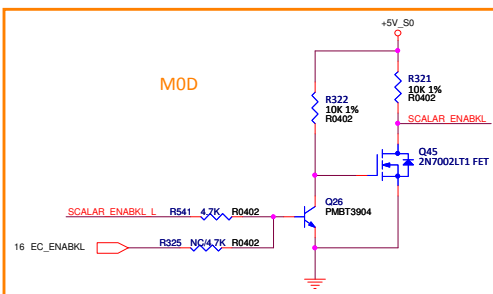 +5V_S0
M0D
R321
10K 1%
R0402
R322
10K 1%
R0402
SCALAR_ENABKL
Q45
2N7002LT1 FET
Q26
PMBT3904
SCALAR_ENABKL_L R541 4.7K R0402
16 EC_ENABKL R325 NC/4.7K R0402